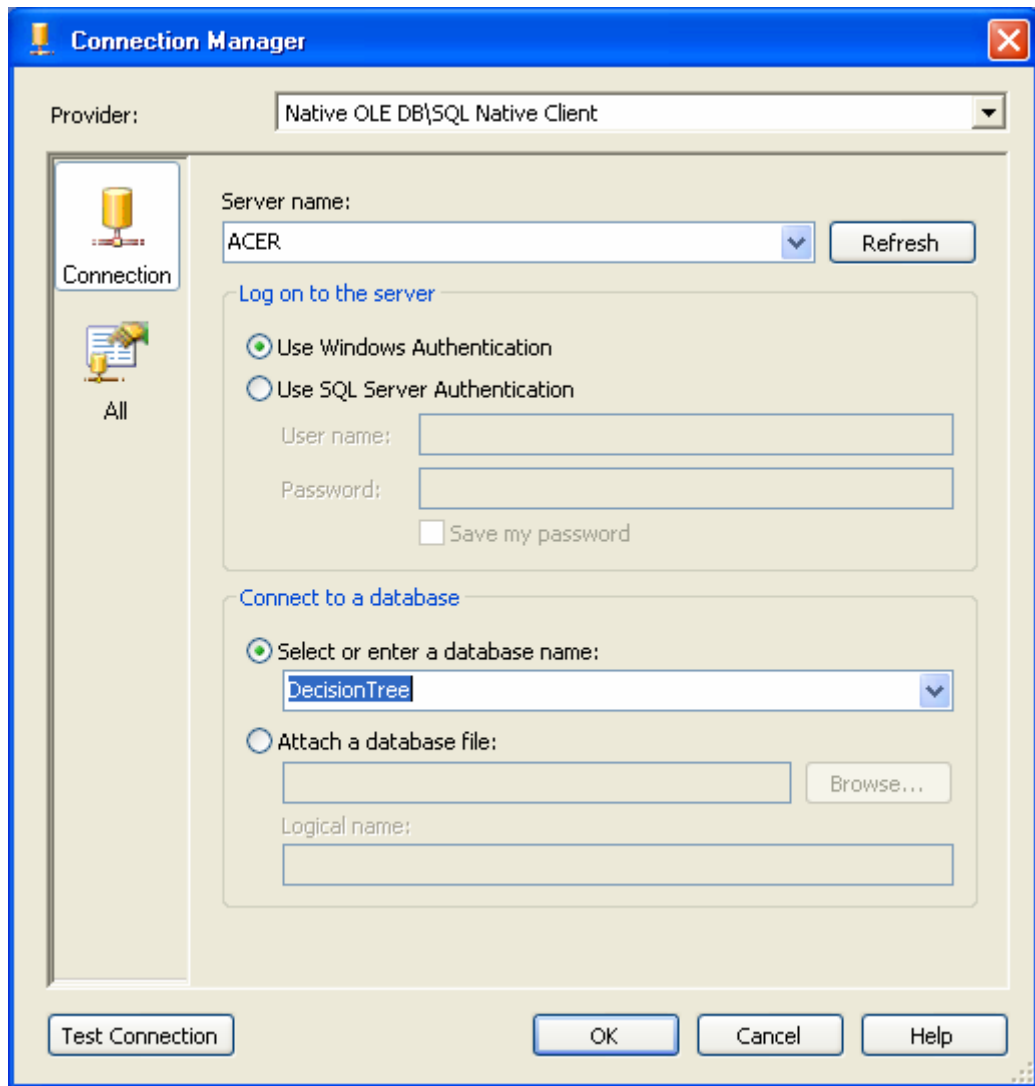 Connection Manager
Provider:
Native OLE DB\SQL Native Client
Connection
All
Server name:
ACER
Refresh
Log on to the server
Use Windows Authentication
Use SQL Server Authentication
User name:
Password:
Save my password
Connect to a database
Select or enter a database name:
DecisionTree
Attach a database file:
Browse...
Logical name:
Test Connection
OK
Cancel
Help